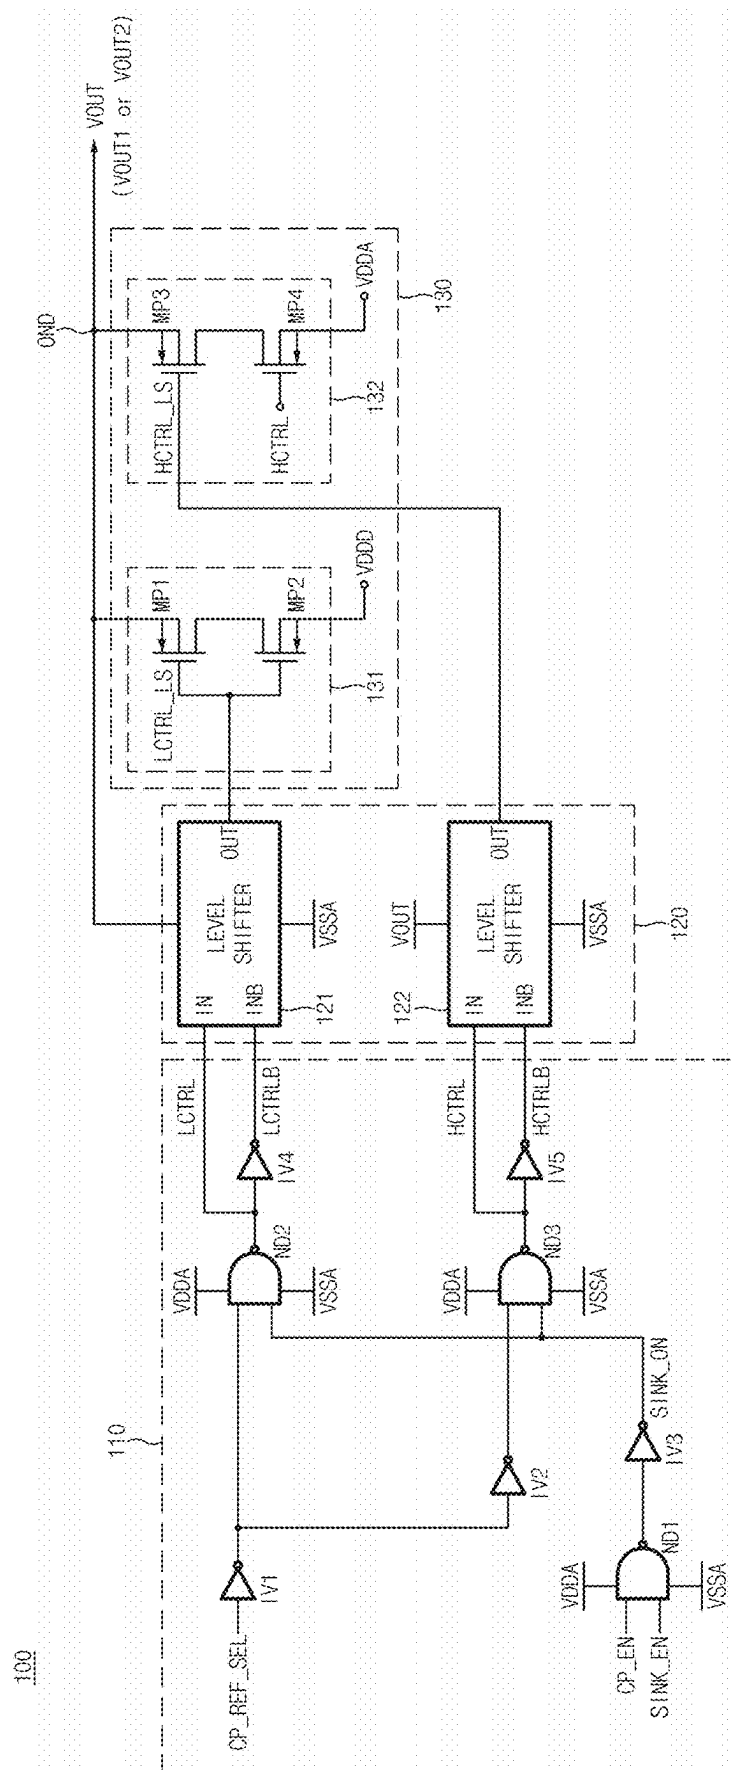 100
110
CP_REF_SEL
IV1
IV2
CP_EN
SINK_EN
VDDA
VSSA
ND1
IV3
SINK_ON
VDDA
VSSA
ND2
IV4
LCTRL
LCTRLB
VDDA
VSSA
ND3
IV5
HCTRL
HCTRLB
IN
INB
LEVEL
SHIFTER
OUT
VSSA
121
VOUT
IN
INB
LEVEL
SHIFTER
OUT
VSSA
122
120
LCTRL_LS
MP1
MP2
VDDD
131
HCTRL_LS
MP3
HCTRL
MP4
VDDA
132
130
OND
VOUT
(VOUT1 or VOUT2)